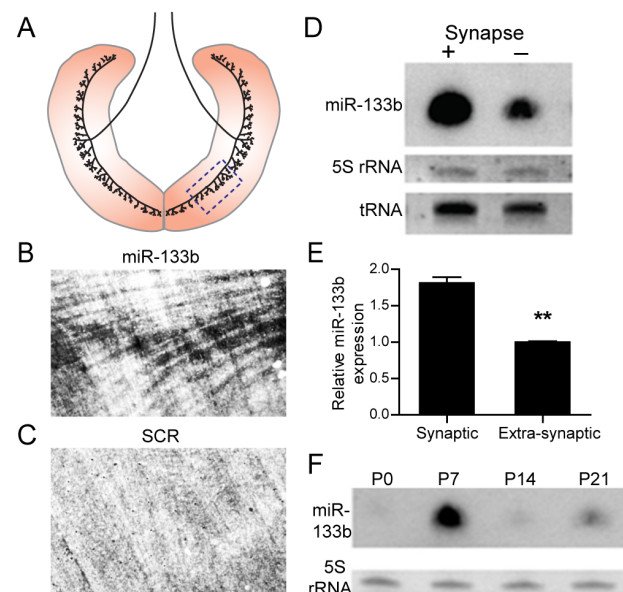 A
B
miR-133b
C
SCR
D
Synapse
+ −
miR-133b
5S rRNA
tRNA
E
Relative miR-133b
expression
2.0
1.5
1.0
0.5
0.0
**
Synaptic Extra-synaptic
F
P0 P7 P14 P21
miR-
133b
5S
rRNA